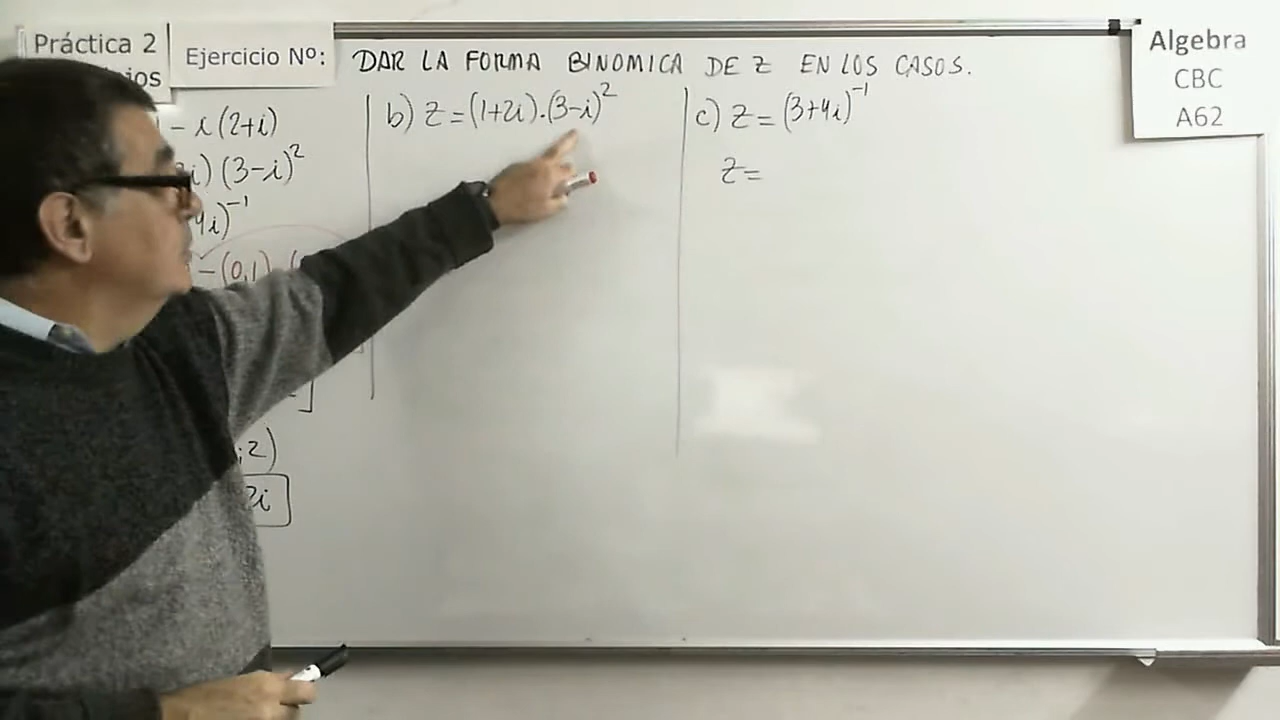 Práctica 2
Ejercicio Nº:
DAR LA FORMA BINOMICA DE Z EN LOS CASOS.
Algebra
CBC
A62
- i(2+i)
i) (3-i)²
4i)⁻¹
-(0,1)
2)
2i
b) Z=(1+2i).(3-i)²
c) Z=(3+4i)⁻¹
Z=